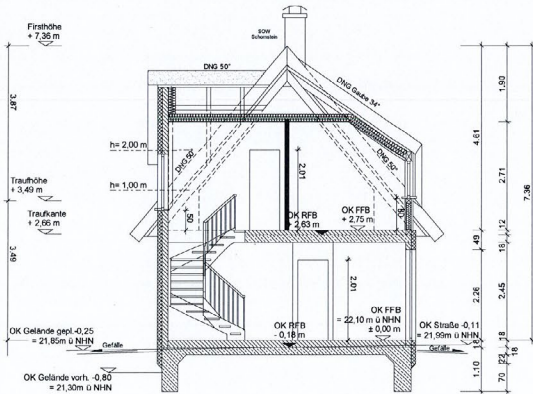 Firsthöhe
+ 7,36 m
SOW
Schornstein
DNG 50°
DNG Gaube 34°
3,87
1,90
4,61
h= 2,00 m
DNG 50°
DNG 50°
2,01
2,71
7,36
Traufhöhe
+ 3,49 m
h= 1,00 m
50
80
OK RFB
+ 2,63 m
OK FFB
+ 2,75 m
12
Traufkante
+ 2,66 m
49
18
3,49
2,01
2,26
2,45
OK FFB
= 22,10 m ü NHN
± 0,00 m
OK RFB
- 0,18 m
OK Gelände gepl.-0,25
= 21,85m ü NHN
OK Straße -0,11
= 21,99m ü NHN
18
18
Gefälle
Gefälle
18
22
1,10
70
OK Gelände vorh. -0,80
= 21,30m ü NHN